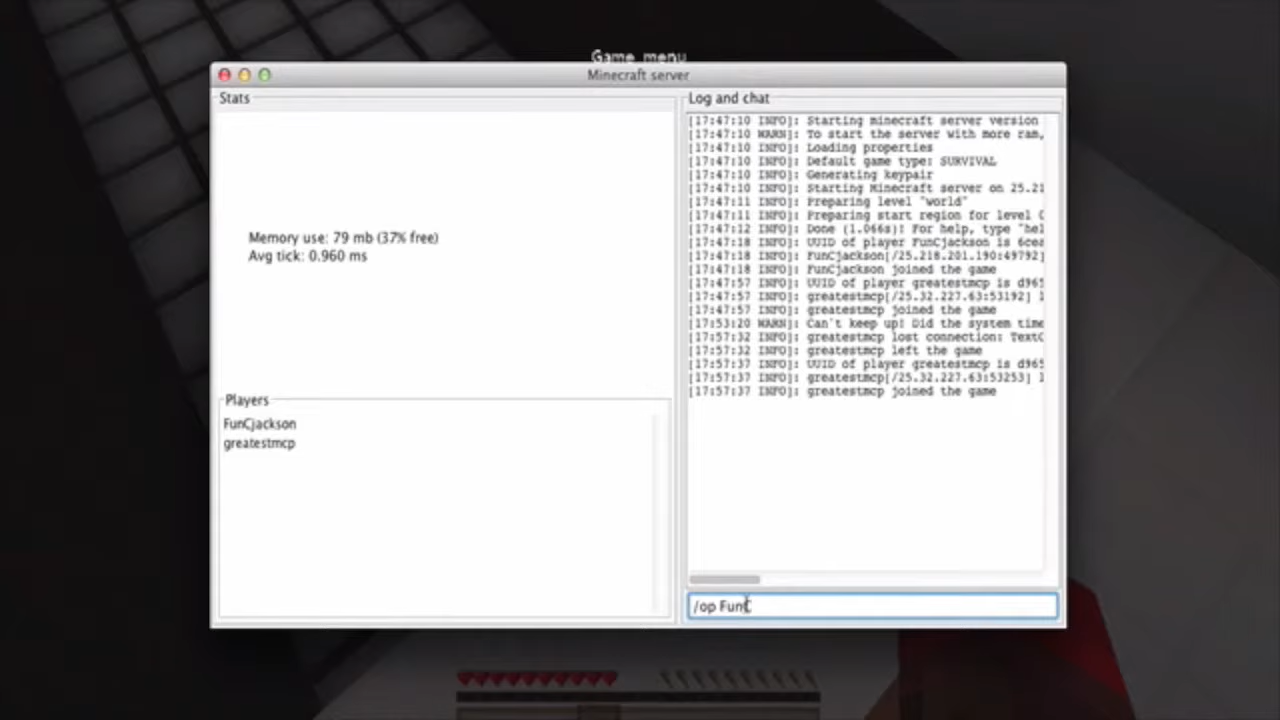 Game menu
Minecraft server
Stats
Memory use: 79 mb (37% free)
Avg tick: 0.960 ms
Players
FunCjackson
greatestmcp
Log and chat
[17:47:10 INFO]: Starting minecraft server version
[17:47:10 WARN]: To start the server with more ram,
[17:47:10 INFO]: Loading properties
[17:47:10 INFO]: Default game type: SURVIVAL
[17:47:10 INFO]: Generating keypair
[17:47:10 INFO]: Starting Minecraft server on 25.21
[17:47:11 INFO]: Preparing level "world"
[17:47:11 INFO]: Preparing start region for level 0
[17:47:12 INFO]: Done (1.066s)! For help, type "hel
[17:47:18 INFO]: UUID of player FunCjackson is 6cea
[17:47:18 INFO]: FunCjackson[/25.218.201.190:49792]
[17:47:18 INFO]: FunCjackson joined the game
[17:47:57 INFO]: UUID of player greatestmcp is d965
[17:47:57 INFO]: greatestmcp[/25.32.227.63:53192] l
[17:47:57 INFO]: greatestmcp joined the game
[17:53:20 WARN]: Can't keep up! Did the system time
[17:57:32 INFO]: greatestmcp lost connection: TextC
[17:57:32 INFO]: greatestmcp left the game
[17:57:37 INFO]: UUID of player greatestmcp is d965
[17:57:37 INFO]: greatestmcp[/25.32.227.63:53253] l
[17:57:37 INFO]: greatestmcp joined the game
/op FunC